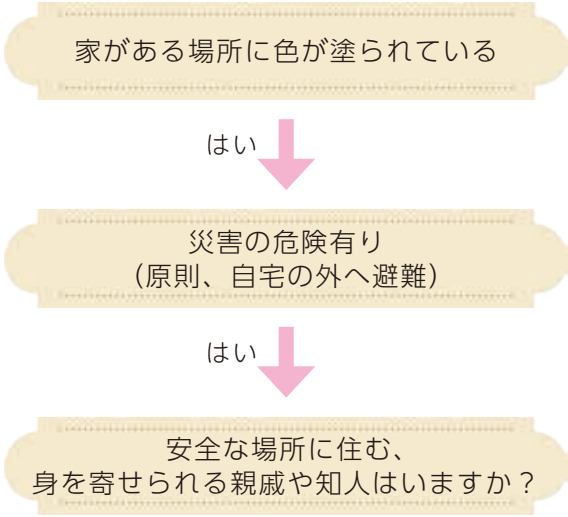 家がある場所に色が塗られている
はい
災害の危険有り
（原則、自宅の外へ避難）
はい
安全な場所に住む、
身を寄せられる親戚や知人はいますか？